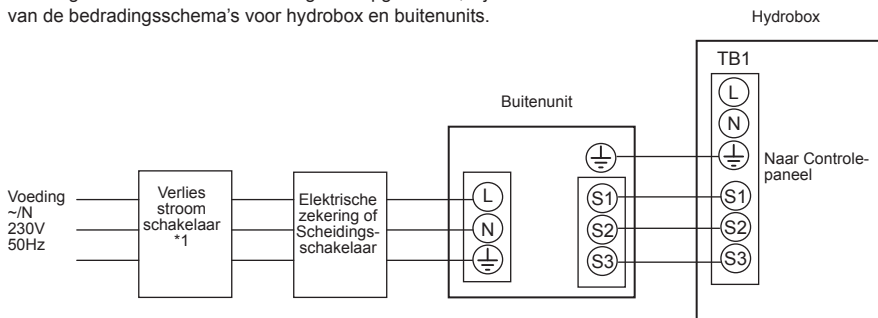 van de bedradingsschema's voor hydrobox en buitenunits.
Hydrobox
TB1
L
N
Naar Controle-
paneel
S1
S2
S3
Buitenunit
L
N
S1
S2
S3
Voeding
~/N
230V
50Hz
Verlies
stroom
schakelaar
*1
Elektrische
zekering of
Scheidings-
schakelaar